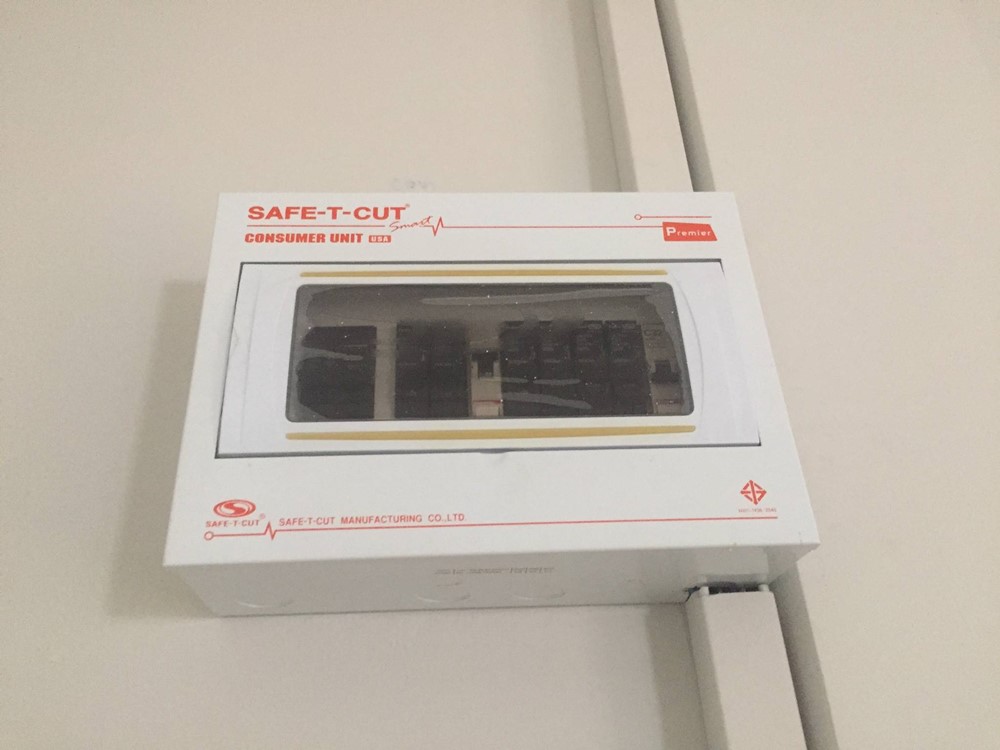 SAFE-T-CUT®
Smart
CONSUMER UNIT USA
Premier
SAFE-T-CUT®
SAFE-T-CUT MANUFACTURING CO.,LTD.